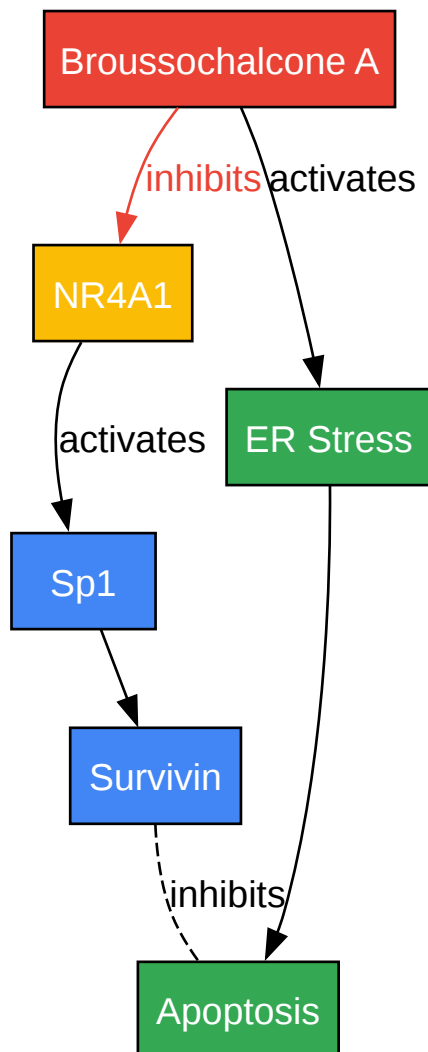 Broussochalcone A
inhibits
activates
NR4A1
activates
ER Stress
Sp1
Survivin
inhibits
Apoptosis